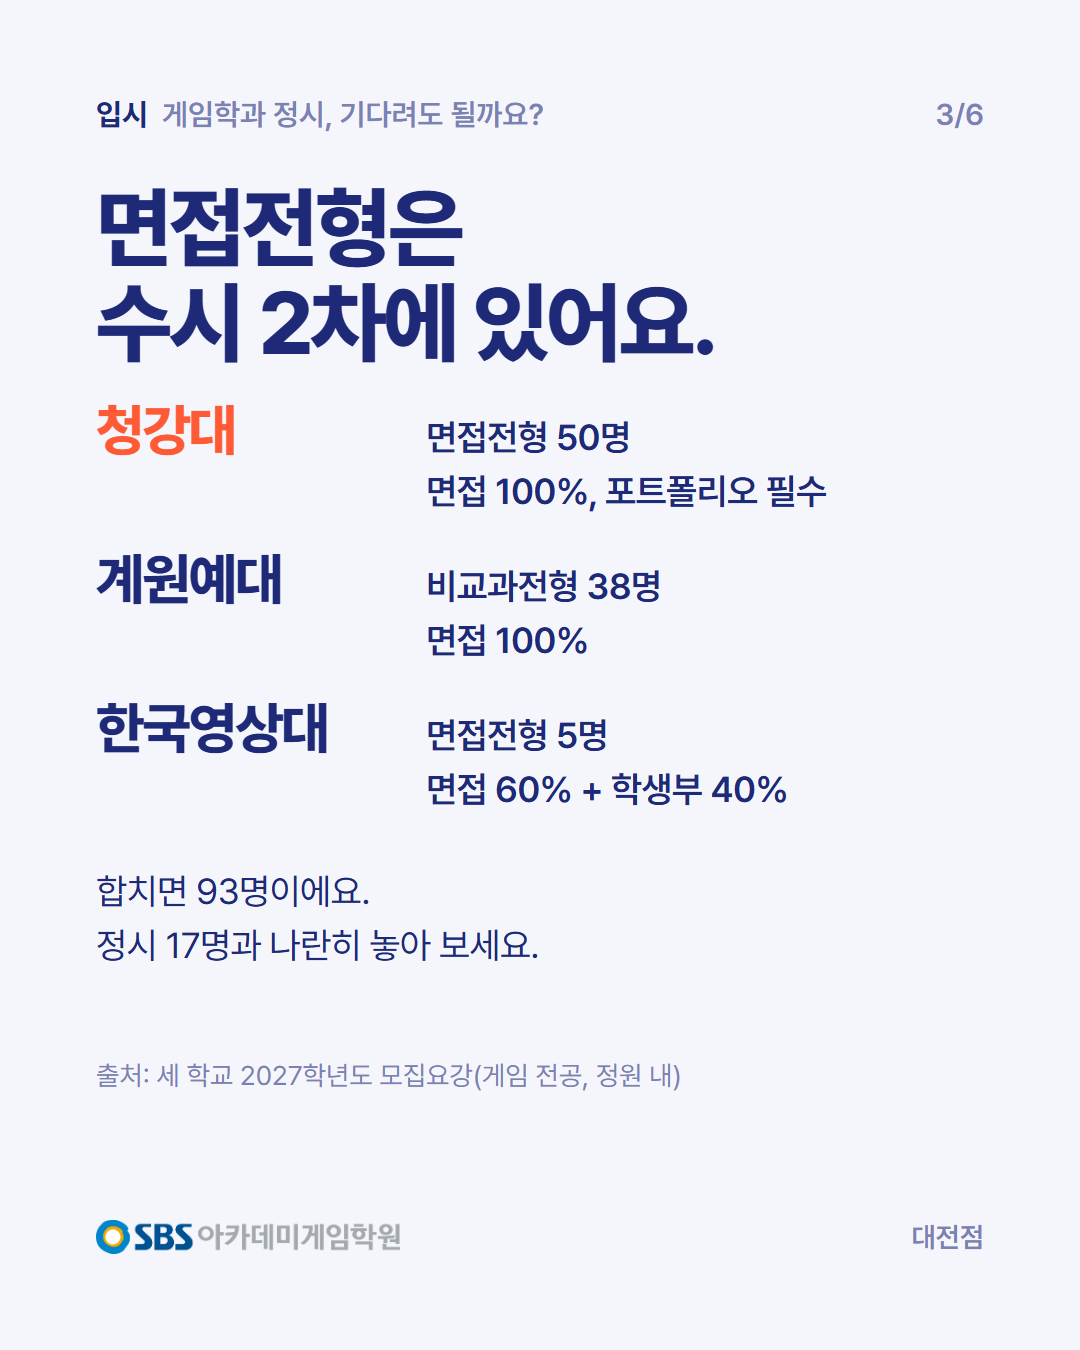 입시 게임학과 정시, 기다려도 될까요?
3/6
면접전형은
수시 2차에 있어요.
청강대
면접전형 50명
면접 100%, 포트폴리오 필수
계원예대
비교과전형 38명
면접 100%
한국영상대
면접전형 5명
면접 60% + 학생부 40%
합치면 93명이에요.
정시 17명과 나란히 놓아 보세요.
출처: 세 학교 2027학년도 모집요강(게임 전공, 정원 내)
SBS 아카데미게임학원
대전점